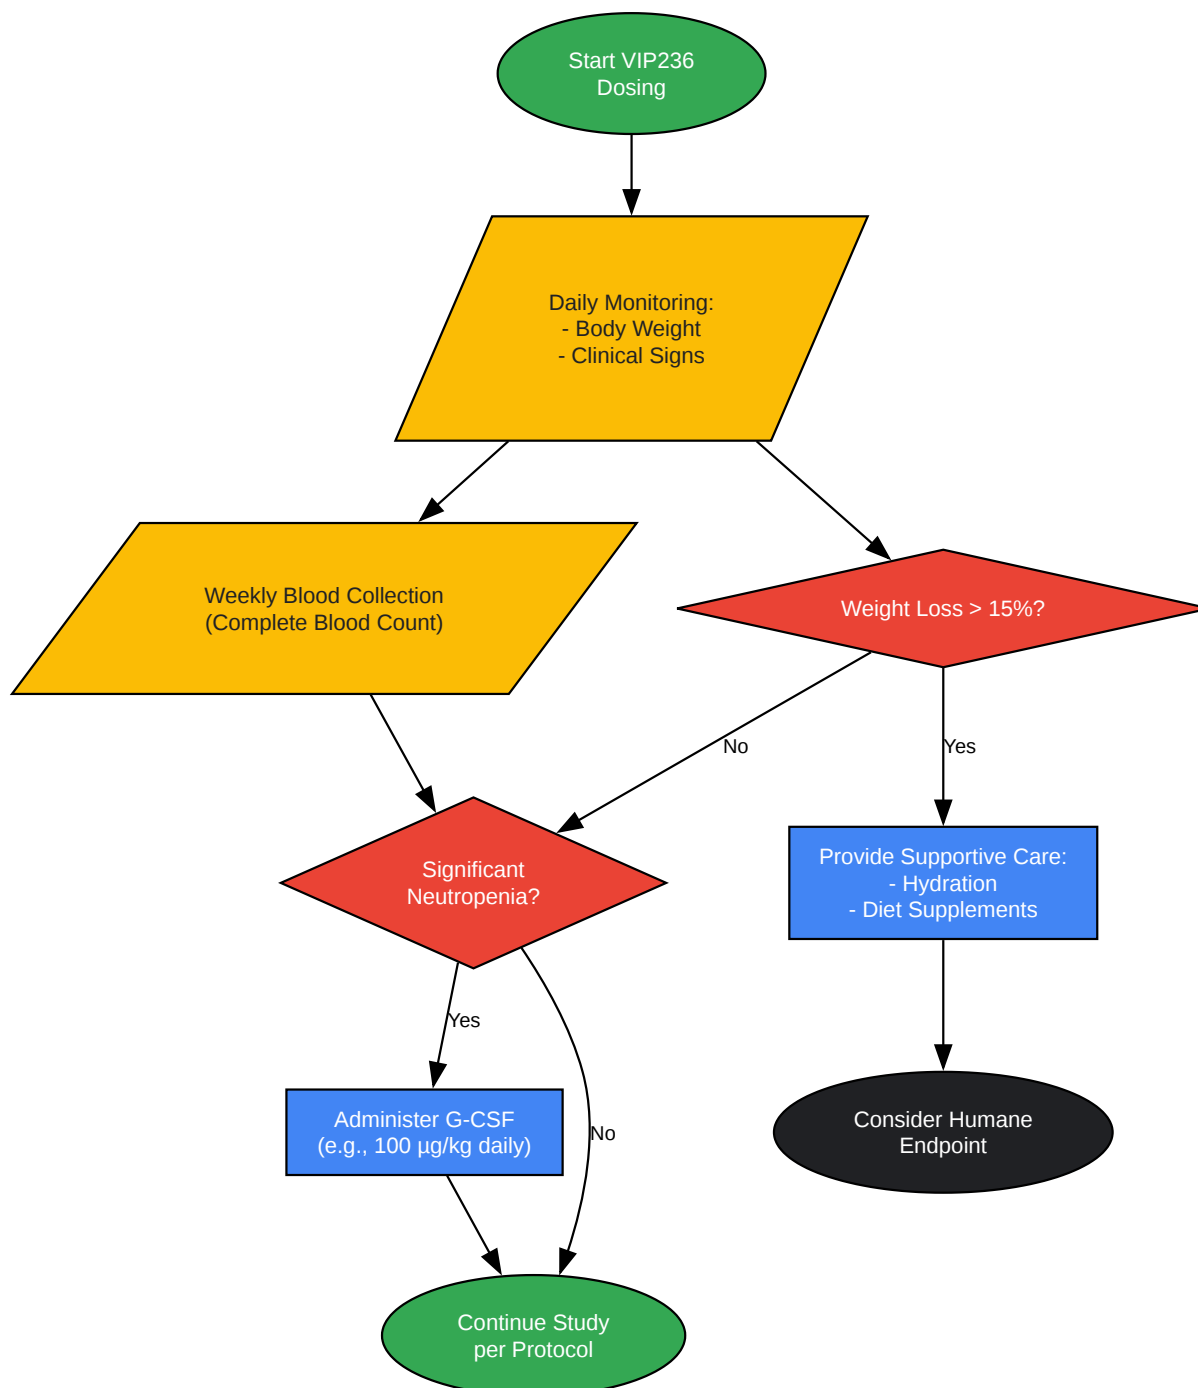 Start VIP236
Dosing
Daily Monitoring:
- Body Weight
- Clinical Signs
Weekly Blood Collection
(Complete Blood Count)
Weight Loss > 15%?
No
Yes
Significant
Neutropenia?
Provide Supportive Care:
- Hydration
- Diet Supplements
Yes
No
Administer G-CSF
(e.g., 100 µg/kg daily)
Consider Humane
Endpoint
Continue Study
per Protocol